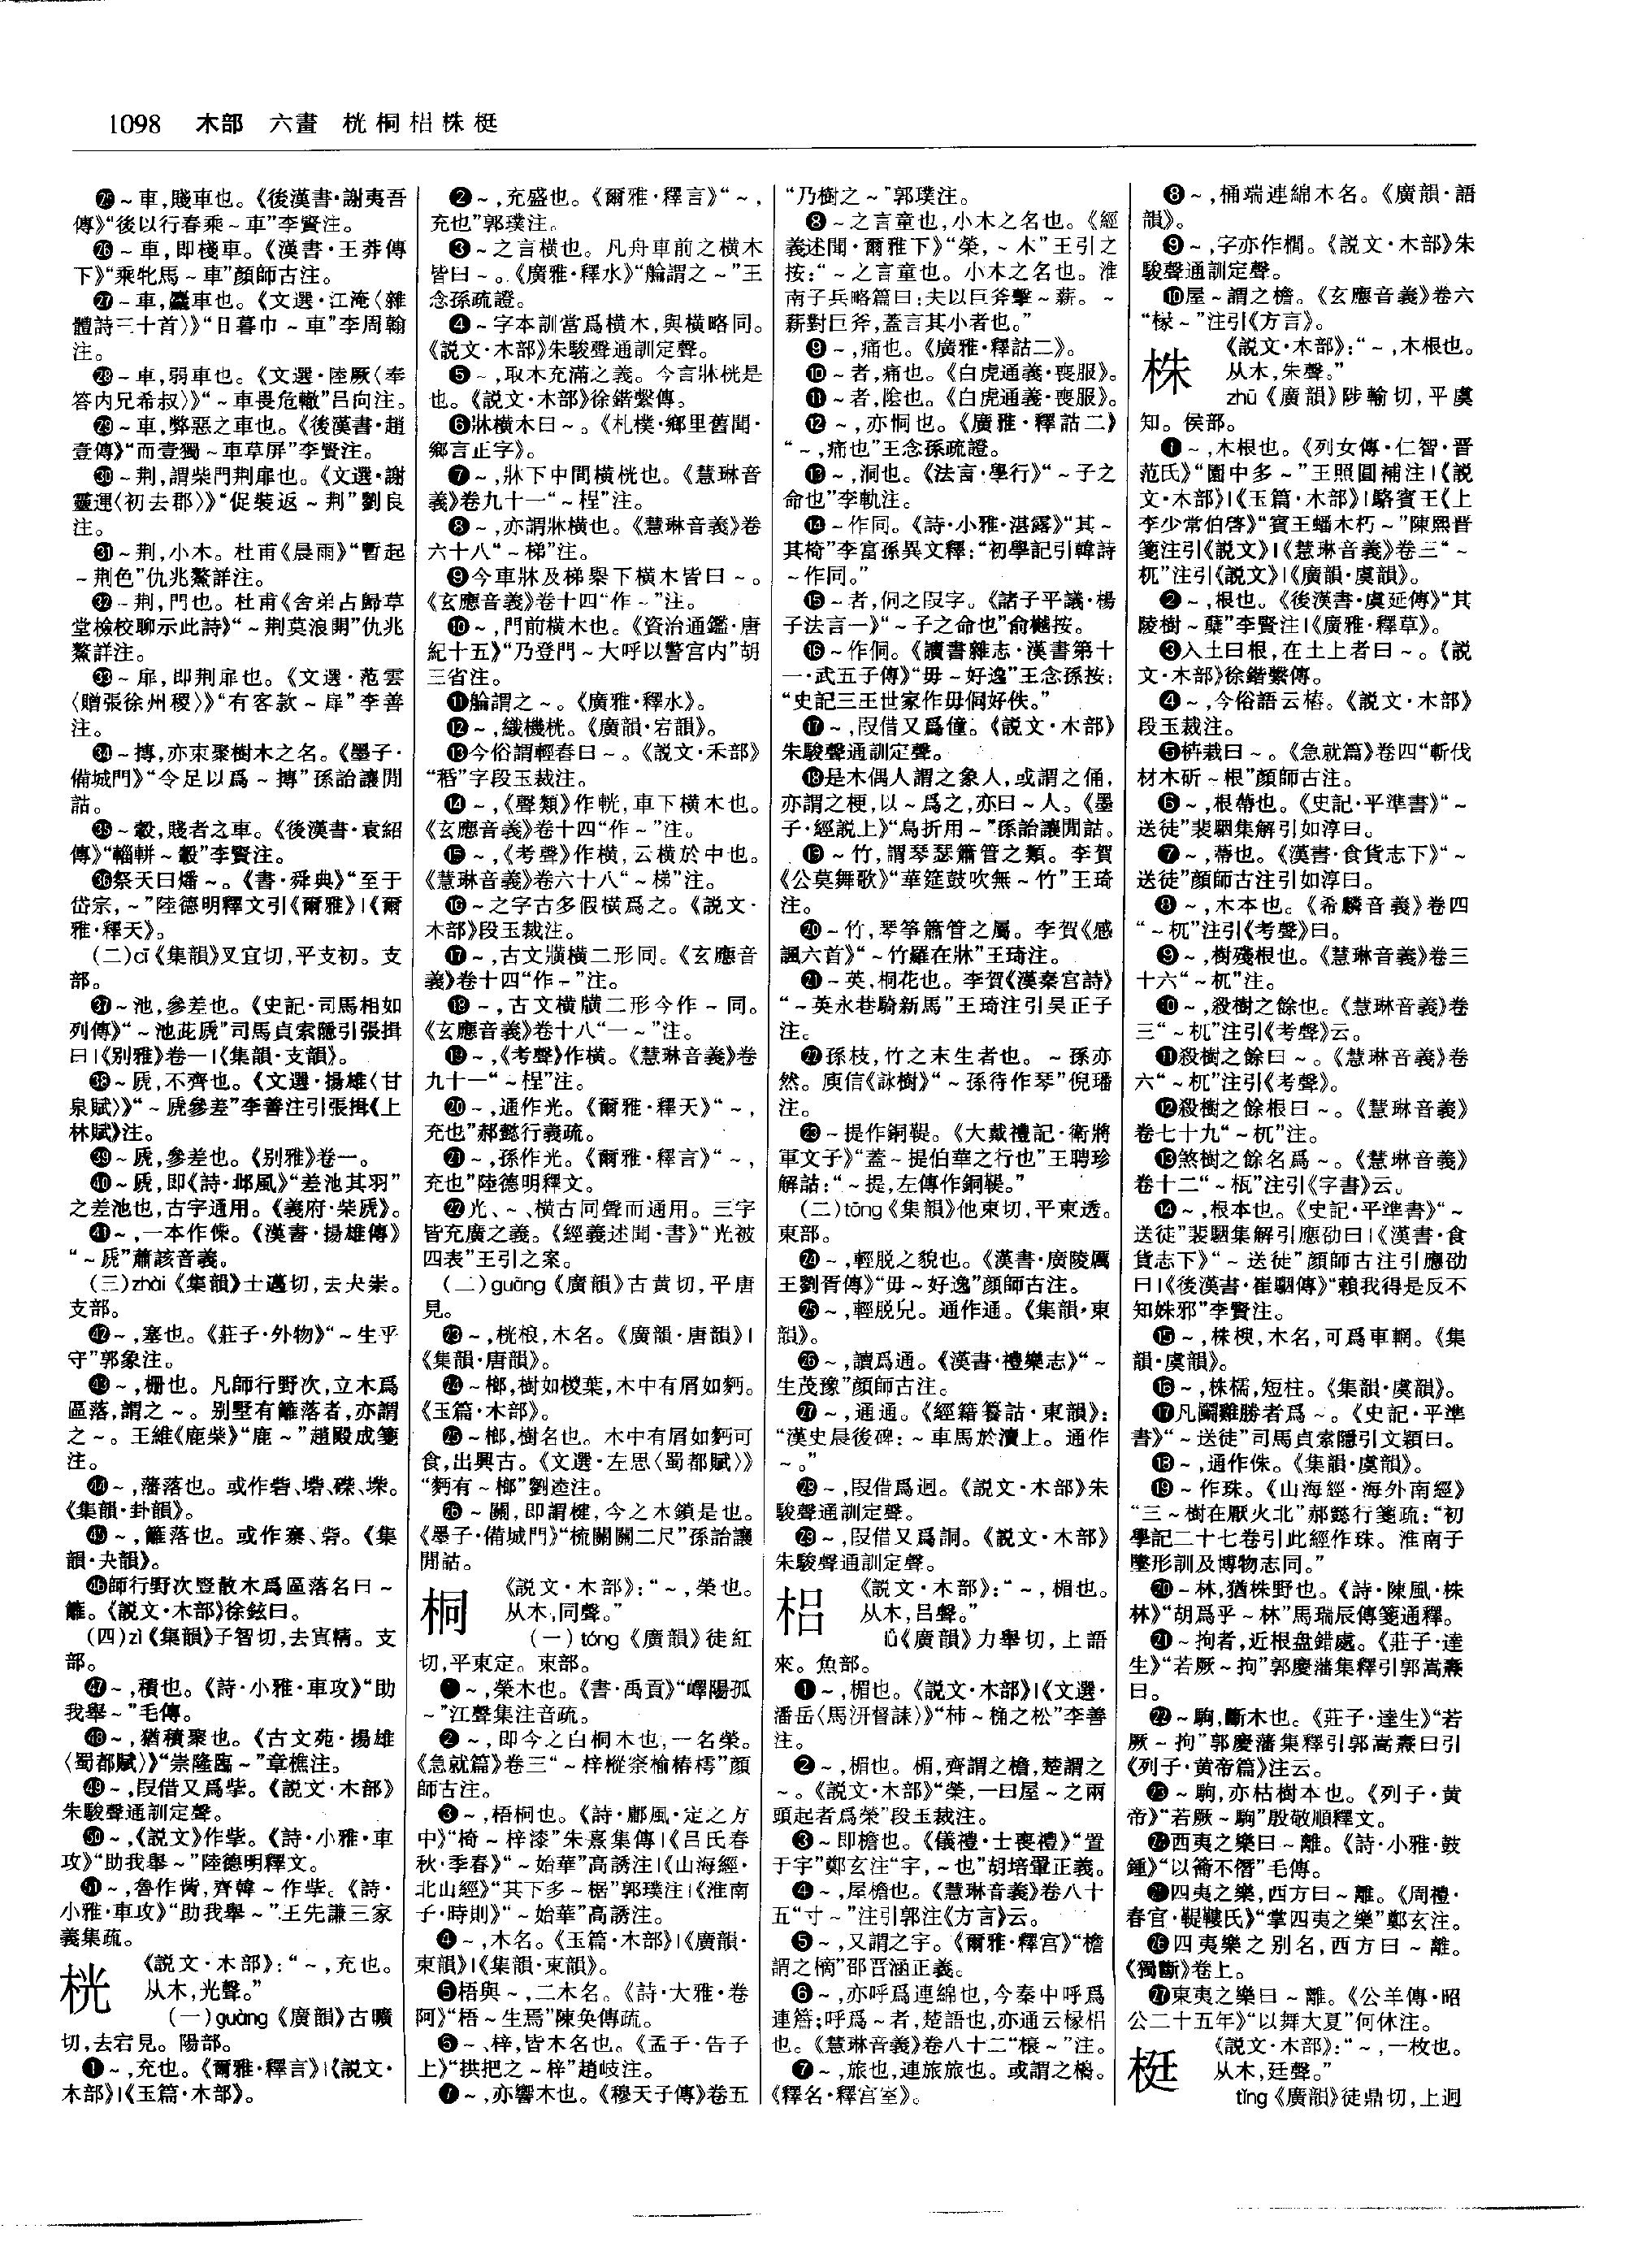 1098 木部 六畫 桄桐梠株梃
㉕～車,賤車也。《後漢書·謝夷吾
傳》“後以行春乘～車”李賢注。
㉖～車,即棧車。《漢書·王莽傳
下》“乘牝馬～車”顔師古注。
㉗～車,麤車也。《文選·江淹〈雜
體詩三十首〉》“日暮巾～車”李周翰
注。
㉘～車,弱車也。《文選·陸厥〈奉
答内兄希叔〉》“～車畏危轍”吕向注。
㉙～車,弊惡之車也。《後漢書·趙
壹傳》“而壹獨～車草屏”李賢注。
㉚～荆,謂柴門荆扉也。《文選·謝
靈運〈初去郡〉》“促裝返～荆”劉良
注。
㉛～荆,小木。杜甫《晨雨》“暫起
～荆色”仇兆鰲詳注。
㉜～荆,門也。杜甫《舍弟占歸草
堂檢校聊示此詩》“～荆莫浪開”仇兆
鰲詳注。
㉝～扉,即荆扉也。《文選·范雲
〈贈張徐州稷〉》“有客款～扉”李善
注。
㉞～摶,亦束聚樹木之名。《墨子·
備城門》“令足以爲～摶”孫詒讓閒
詁。
㉟～轂,賤者之車。《後漢書·袁紹
傳》“輜軿～轂”李賢注。
㊱祭天曰燔～。《書·舜典》“至于
岱宗,～”陸德明釋文引《爾雅》|《爾
雅·釋天》。
(二)cī《集韻》叉宜切,平支初。支
部。
㊲～池,參差也。《史記·司馬相如
列傳》“～池茈虒”司馬貞索隱引張揖
曰|《别雅》卷一|《集韻·支韻》。
㊳～虒,不齊也。《文選·揚雄〈甘
泉賦〉》“～虒參差”李善注引張揖《上
林賦》注。
㊴～虒,參差也。《别雅》卷一。
㊵～虒,即《詩·邶風》“差池其羽”
之差池也,古字通用。《義府·柴虒》。
㊶～,一本作傂。《漢書·揚雄傳》
“～虒”蕭該音義。
(三)zhài《集韻》士邁切,去夬崇。
支部。
㊷～,塞也。《莊子·外物》“～生乎
守”郭象注。
㊸～,栅也。凡師行野次,立木爲
區落,謂之～。别墅有籬落者,亦謂
之～。王維《鹿柴》“鹿～”趙殿成箋
注。
㊹～,藩落也。或作砦、㙞、磔、垛。
《集韻·卦韻》。
㊺～,籬落也。或作寨、砦。《集
韻·夬韻》。
㊻師行野次豎散木爲區落名曰～
籬。《説文·木部》徐鉉曰。
(四)zì《集韻》子智切,去寘精。支
部。
㊼～,積也。《詩·小雅·車攻》“助
我舉～”毛傳。
㊽～,猶積聚也。《古文苑·揚雄
〈蜀都賦〉》“崇隆臨～”章樵注。
㊾～,叚借又爲㧘。《説文·木部》
朱駿聲通訓定聲。
㊿～,《説文》作㧘。《詩·小雅·車
攻》“助我舉～”陸德明釋文。
51～,魯作胔,齊韓～作㧘。《詩·
小雅·車攻》“助我舉～”王先謙三家
義集疏。
桄
《説文·木部》:“～,充也。
从木,光聲。”
(一)guàng《廣韻》古曠
切,去宕見。陽部。
❶～,充也。《爾雅·釋言》|《説文·
木部》|《玉篇·木部》。
❷～,充盛也。《爾雅·釋言》“～,
充也”郭璞注。
❸～之言横也。凡舟車前之横木
皆曰～。《廣雅·釋水》“艙謂之～”王
念孫疏證。
❹～字本訓當爲横木,與横略同。
《説文·木部》朱駿聲通訓定聲。
❺～,取木充滿之義。今言牀桄是
也。《説文·木部》徐鍇繫傳。
❻牀横木曰～。《札樸·鄉里舊聞·
鄉言正字》。
❼～,牀下中間横桄也。《慧琳音
義》卷九十一“～桯”注。
❽～,亦謂牀横也。《慧琳音義》卷
六十八“～梯”注。
❾今車牀及梯舉下横木皆曰～。
《玄應音義》卷十四“作～”注。
❿～,門前横木也。《資治通鑑·唐
紀十五》“乃登門～大呼以警宫内”胡
三省注。
⓫艙謂之～。《廣雅·釋水》。
⓬～,織機桄。《廣韻·宕韻》。
⓭今俗謂輕舂曰～。《説文·禾部》
“䅣”字段玉裁注。
⓮～,《聲類》作軦,車下横木也。
《玄應音義》卷十四“作～”注。
⓯～,《考聲》作横,云横於中也。
《慧琳音義》卷六十八“～梯”注。
⓰～之字古多假横爲之。《説文·
木部》段玉裁注。
⓱～,古文㸙横二形同。《玄應音
義》卷十四“作～”注。
⓲～,古文横㸙二形今作～同。
《玄應音義》卷十八“一～”注。
⓳～,《考聲》作横。《慧琳音義》卷
九十一“～桯”注。
⓴～,通作光。《爾雅·釋天》“～,
充也”郝懿行義疏。
㉑～,孫作光。《爾雅·釋言》“～,
充也”陸德明釋文。
㉒光、～、横古同聲而通用。三字
皆充廣之義。《經義述聞·書》“光被
四表”王引之案。
(二)guāng《廣韻》古黄切,平唐
見。
㉓～,桄桹,木名。《廣韻·唐韻》|
《集韻·唐韻》。
㉔～榔,樹如椶葉,木中有屑如麪。
《玉篇·木部》。
㉕～榔,樹名也。木中有屑如麪可
食,出興古。《文選·左思〈蜀都賦〉》
“麪有～榔”劉逵注。
㉖～關,即謂楗,今之木鎖是也。
《墨子·備城門》“梳關關二尺”孫詒讓
閒詁。
桐
《説文·木部》:“～,榮也。
从木,同聲。”
(一)tóng《廣韻》徒紅
切,平東定。東部。
❶～,榮木也。《書·禹貢》“嶧陽孤
～”江聲集注音疏。
❷～,即今之白桐木也,一名榮。
《急就篇》卷三“～梓樅棕榆椿樗”顔
師古注。
❸～,梧桐也。《詩·鄘風·定之方
中》“椅～梓漆”朱熹集傳|《吕氏春
秋·季春》“～始華”高誘注|《山海經·
北山經》“其下多～椐”郭璞注|《淮南
子·時則》“～始華”高誘注。
❹～,木名。《玉篇·木部》|《廣韻·
東韻》|《集韻·東韻》。
❺梧與～,二木名。《詩·大雅·卷
阿》“梧～生焉”陳奂傳疏。
❻～、梓,皆木名也。《孟子·告子
上》“拱把之～梓”趙岐注。
❼～,亦響木也。《穆天子傳》卷五
“乃樹之～”郭璞注。
❽～之言童也,小木之名也。《經
義述聞·爾雅下》“榮,～木”王引之
按:“～之言童也。小木之名也。淮
南子兵略篇曰:夫以巨斧擊～薪。～
薪對巨斧,蓋言其小者也。”
❾～,痛也。《廣雅·釋詁二》。
❿～者,痛也。《白虎通義·喪服》。
⓫～者,陰也。《白虎通義·喪服》。
⓬～,亦恫也。《廣雅·釋詁二》
“～,痛也”王念孫疏證。
⓭～,洞也。《法言·學行》“～子之
命也”李軌注。
⓮～作同。《詩·小雅·湛露》“其～
其椅”李富孫異文釋:“初學記引韓詩
～作同。”
⓯～者,侗之叚字。《諸子平議·楊
子法言一》“～子之命也”俞樾按。
⓰～作侗。《讀書雜志·漢書第十
一·武五子傳》“毋～好逸”王念孫按:
“史記三王世家作毋侗好佚。”
⓱～,叚借又爲僮。《説文·木部》
朱駿聲通訓定聲。
⓲是木偶人謂之象人,或謂之俑,
亦謂之梗,以～爲之,亦曰～人。《墨
子·經説上》“鳥折用～”孫詒讓閒詁。
⓳～竹,謂琴瑟簫管之類。李賀
《公莫舞歌》“華筵鼓吹無～竹”王琦
注。
⓴～竹,琴筝簫管之屬。李賀《感
諷六首》“～竹羅在牀”王琦注。
㉑～英,桐花也。李賀《漢秦宫詩》
“～英永巷騎新馬”王琦注引吴正子
注。
㉒孫枝,竹之末生者也。～孫亦
然。庾信《詠樹》“～孫待作琴”倪璠
注。
㉓～提作銅鞮。《大戴禮記·衛將
軍文子》“蓋～提伯華之行也”王聘珍
解詁:“～提,左傳作銅鞮。”
(二)tōng《集韻》他東切,平東透。
東部。
㉔～,輕脱之貌也。《漢書·廣陵厲
王劉胥傳》“毋～好逸”顔師古注。
㉕～,輕脱皃。通作通。《集韻·東
韻》。
㉖～,讀爲通。《漢書·禮樂志》“～
生茂豫”顔師古注。
㉗～,通通。《經籍籑詁·東韻》:
“漢史晨後碑:～車馬於瀆上。通作
～。”
㉘～,叚借爲迵。《説文·木部》朱
駿聲通訓定聲。
㉙～,叚借又爲詷。《説文·木部》
朱駿聲通訓定聲。
梠
《説文·木部》:“～,楣也。
从木,吕聲。”
lǚ《廣韻》力舉切,上語
來。魚部。
❶～,楣也。《説文·木部》|《文選·
潘岳〈馬汧督誄〉》“柿～桷之松”李善
注。
❷～,楣也。楣,齊謂之檐,楚謂之
～。《説文·木部》“榮,一曰屋～之兩
頭起者爲榮”段玉裁注。
❸～即檐也。《儀禮·士喪禮》“置
于宇”鄭玄注“宇,～也”胡培翬正義。
❹～,屋檐也。《慧琳音義》卷八十
五“寸～”注引郭注《方言》云。
❺～,又謂之宇。《爾雅·釋宫》“檐
謂之樀”邵晋涵正義。
❻～,亦呼爲連綿也,今秦中呼爲
連簷;呼爲～者,楚語也,亦通云椽梠
也。《慧琳音義》卷八十二“榱～”注。
❼～,旅也,連旅旅也。或謂之槾。
《釋名·釋宫室》。
❽～,桷端連綿木名。《廣韻·語
韻》。
❾～,字亦作櫚。《説文·木部》朱
駿聲通訓定聲。
❿屋～謂之檐。《玄應音義》卷六
“椽～”注引《方言》。
株
《説文·木部》:“～,木根也。
从木,朱聲。”
zhū《廣韻》陟輸切,平虞
知。侯部。
❶～,木根也。《列女傳·仁智·晋
范氏》“園中多～”王照圓補注|《説
文·木部》|《玉篇·木部》|駱賓王《上
李少常伯啓》“賓王蟠木朽～”陳熙晋
箋注引《説文》|《慧琳音義》卷三“～
杌”注引《説文》|《廣韻·虞韻》。
❷～,根也。《後漢書·虞延傳》“其
陵樹～蘖”李賢注|《廣雅·釋草》。
❸入土曰根,在土上者曰～。《説
文·木部》徐鍇繫傳。
❹～,今俗語云樁。《説文·木部》
段玉裁注。
❺枿栽曰～。《急就篇》卷四“斬伐
材木斫～根”顔師古注。
❻～,根蔕也。《史記·平準書》“～
送徒”裴駰集解引如淳曰。
❼～,蔕也。《漢書·食貨志下》“～
送徒”顔師古注引如淳曰。
❽～,木本也。《希麟音義》卷四
“～杌”注引《考聲》曰。
❾～,樹殘根也。《慧琳音義》卷三
十六“～杌”注。
❿～,殺樹之餘也。《慧琳音義》卷
三“～杌”注引《考聲》云。
⓫殺樹之餘曰～。《慧琳音義》卷
六“～杌”注引《考聲》。
⓬殺樹之餘根曰～。《慧琳音義》
卷七十九“～杌”注。
⓭煞樹之餘名爲～。《慧琳音義》
卷十二“～柢”注引《字書》云。
⓮～,根本也。《史記·平準書》“～
送徒”裴駰集解引應劭曰|《漢書·食
貨志下》“～送徒”顔師古注引應劭
曰|《後漢書·崔駰傳》“賴我得是反不
知姝邪”李賢注。
⓯～,株楰,木名,可爲車輞。《集
韻·虞韻》。
⓰～,株檽,短柱。《集韻·虞韻》。
⓱凡鬭雞勝者爲～。《史記·平準
書》“～送徒”司馬貞索隱引文穎曰。
⓲～,通作侏。《集韻·虞韻》。
⓳～作珠。《山海經·海外南經》
“三～樹在厭火北”郝懿行箋疏:“初
學記二十七卷引此經作珠。淮南子
墬形訓及博物志同。”
⓴～林,猶株野也。《詩·陳風·株
林》“胡爲乎～林”馬瑞辰傳箋通釋。
㉑～拘者,近根盘錯處。《莊子·達
生》“若厥～拘”郭慶藩集釋引郭嵩燾
曰。
㉒～駒,斷木也。《莊子·達生》“若
厥～拘”郭慶藩集釋引郭嵩燾曰引
《列子·黄帝篇》注云。
㉓～駒,亦枯樹本也。《列子·黄
帝》“若厥～駒”殷敬順釋文。
㉔西夷之樂曰～離。《詩·小雅·鼓
鍾》“以籥不僭”毛傳。
㉕四夷之樂,西方曰～離。《周禮·
春官·鞮鞻氏》“掌四夷之樂”鄭玄注。
㉖四夷樂之别名,西方曰～離。
《獨斷》卷上。
㉗東夷之樂曰～離。《公羊傳·昭
公二十五年》“以舞大夏”何休注。
梃
《説文·木部》:“～,一枚也。
从木,廷聲。”
tǐng《廣韻》徒鼎切,上迥